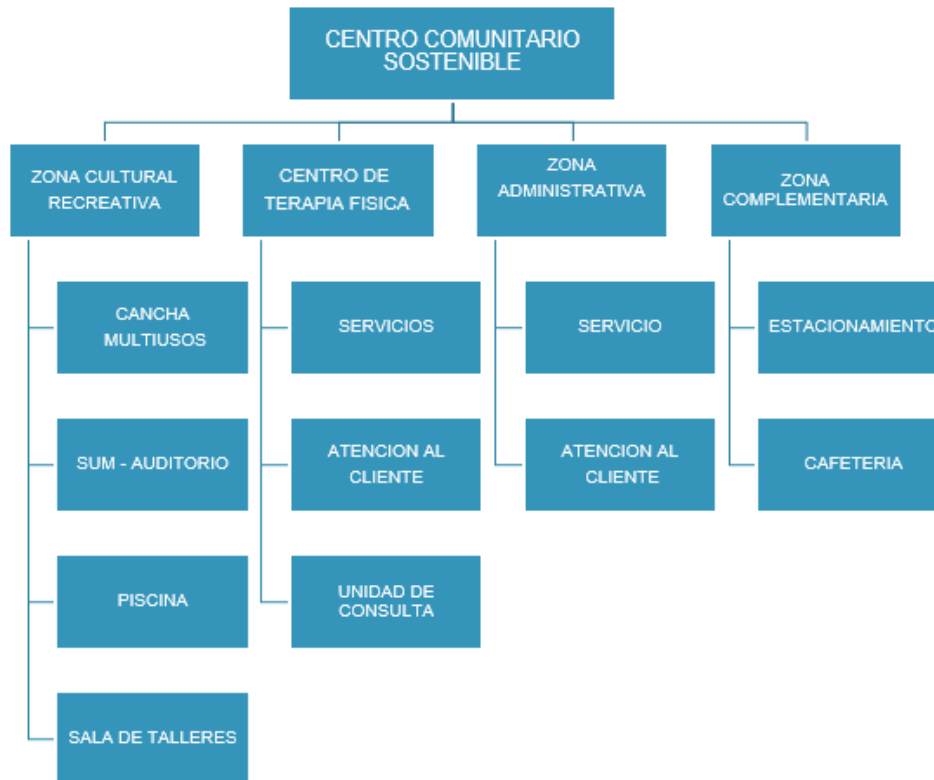 CENTRO COMUNITARIO
SOSTENIBLE
ZONA CULTURAL
RECREATIVA
CENTRO DE
TERAPIA FISICA
ZONA
ADMINISTRATIVA
ZONA
COMPLEMENTARIA
CANCHA
MULTIUSOS
SERVICIOS
SERVICIO
ESTACIONAMIENTO
SUM - AUDITORIO
ATENCION AL
CLIENTE
ATENCION AL
CLIENTE
CAFETERIA
PISCINA
UNIDAD DE
CONSULTA
SALA DE TALLERES